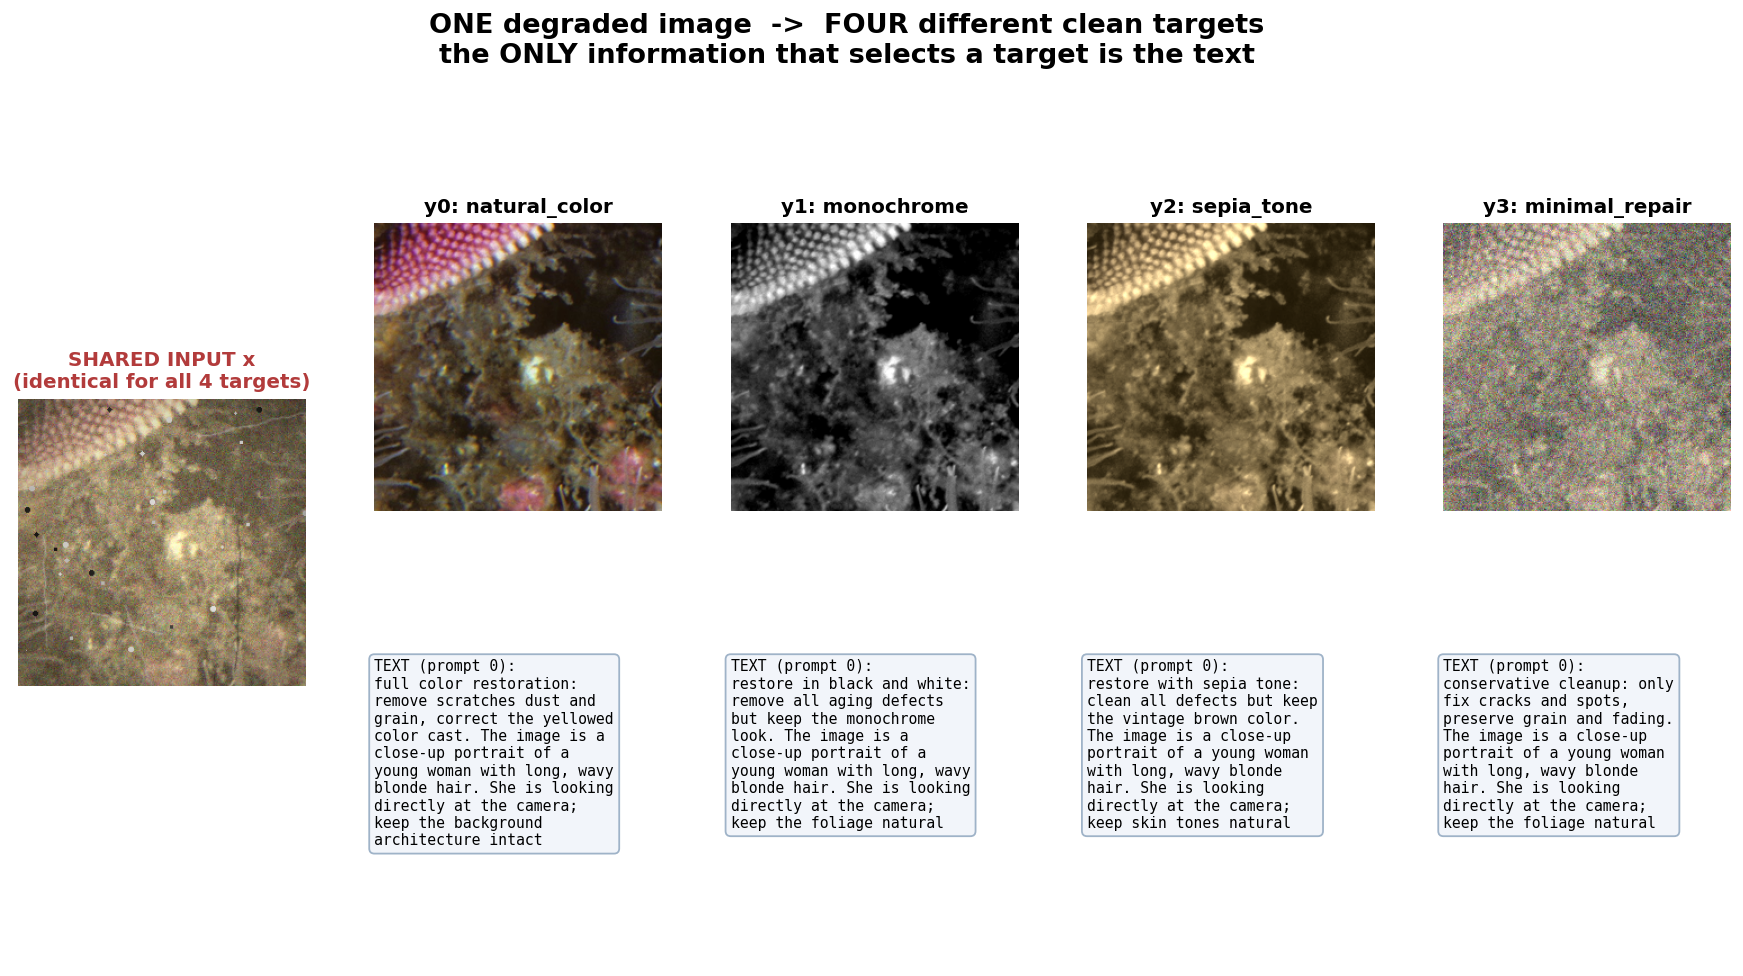 ONE degraded image  ->  FOUR different clean targets
the ONLY information that selects a target is the text
SHARED INPUT x
(identical for all 4 targets)
y0: natural_color
y1: monochrome
y2: sepia_tone
y3: minimal_repair
TEXT (prompt 0):
full color restoration:
remove scratches dust and
grain, correct the yellowed
color cast. The image is a
close-up portrait of a
young woman with long, wavy
blonde hair. She is looking
directly at the camera;
keep the background
architecture intact
TEXT (prompt 0):
restore in black and white:
remove all aging defects
but keep the monochrome
look. The image is a
close-up portrait of a
young woman with long, wavy
blonde hair. She is looking
directly at the camera;
keep the foliage natural
TEXT (prompt 0):
restore with sepia tone:
clean all defects but keep
the vintage brown color.
The image is a close-up
portrait of a young woman
with long, wavy blonde
hair. She is looking
directly at the camera;
keep skin tones natural
TEXT (prompt 0):
conservative cleanup: only
fix cracks and spots,
preserve grain and fading.
The image is a close-up
portrait of a young woman
with long, wavy blonde
hair. She is looking
directly at the camera;
keep the foliage natural